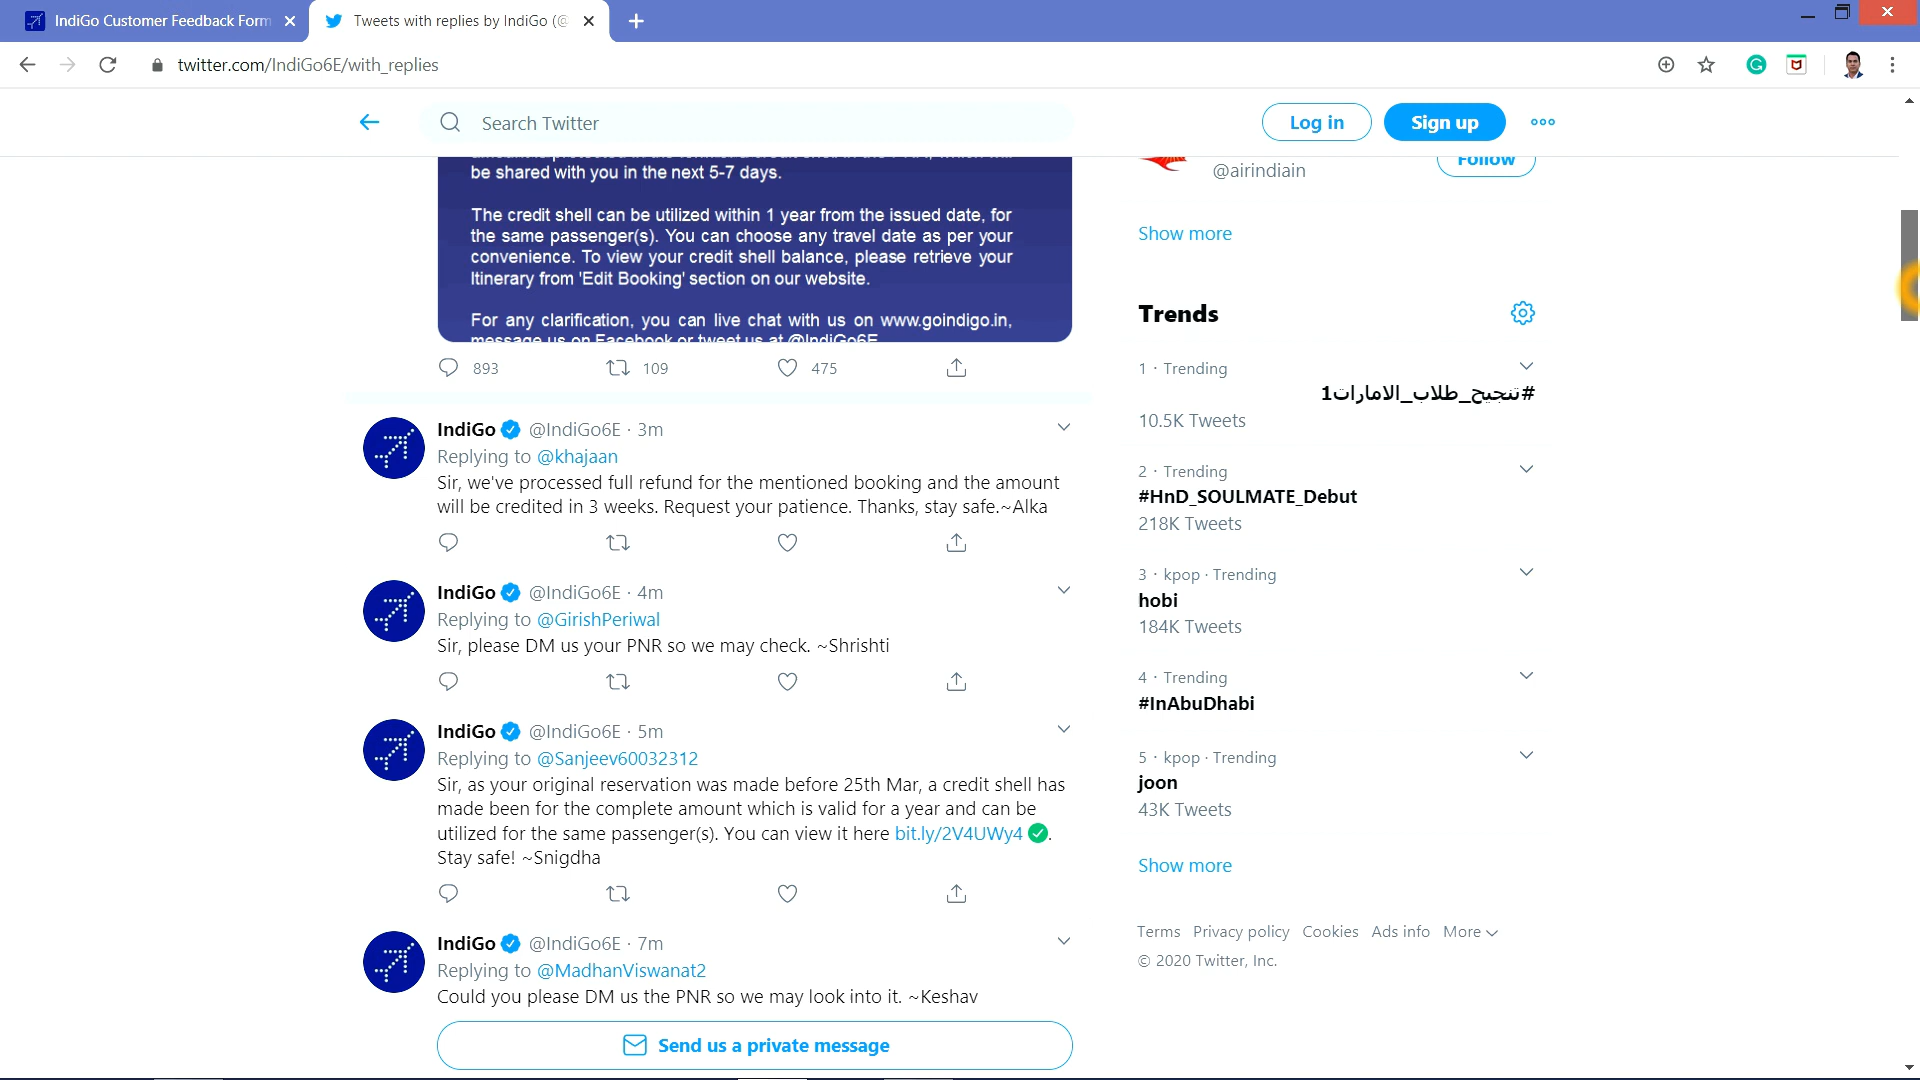 IndiGo Customer Feedback Form
Tweets with replies by IndiGo (@
twitter.com/IndiGo6E/with_replies
Search Twitter
Log in
Sign up
be shared with you in the next 5-7 days.
The credit shell can be utilized within 1 year from the issued date, for
the same passenger(s). You can choose any travel date as per your
convenience. To view your credit shell balance, please retrieve your
Itinerary from 'Edit Booking' section on our website.
For any clarification, you can live chat with us on www.goindigo.in,
message us on Facebook or tweet us at @IndiGo6E
893 109 475
IndiGo @IndiGo6E · 3m
Replying to @khajaan
Sir, we've processed full refund for the mentioned booking and the amount
will be credited in 3 weeks. Request your patience. Thanks, stay safe.~Alka
IndiGo @IndiGo6E · 4m
Replying to @GirishPeriwal
Sir, please DM us your PNR so we may check. ~Shrishti
IndiGo @IndiGo6E · 5m
Replying to @Sanjeev60032312
Sir, as your original reservation was made before 25th Mar, a credit shell has
made been for the complete amount which is valid for a year and can be
utilized for the same passenger(s). You can view it here bit.ly/2V4UWy4 ✅.
Stay safe! ~Snigdha
IndiGo @IndiGo6E · 7m
Replying to @MadhanViswanat2
Could you please DM us the PNR so we may look into it. ~Keshav
Send us a private message
Follow
@airindiain
Show more
Trends
1 · Trending
#تنجيح_طلاب_الامارات1
10.5K Tweets
2 · Trending
#HnD_SOULMATE_Debut
218K Tweets
3 · kpop · Trending
hobi
184K Tweets
4 · Trending
#InAbuDhabi
5 · kpop · Trending
joon
43K Tweets
Show more
Terms Privacy policy Cookies Ads info More
© 2020 Twitter, Inc.